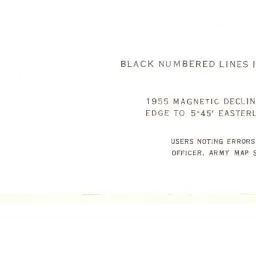 BLACK NUMBERED LINES
1955 MAGNETIC DECLIN
EDGE TO 5°45' EASTERL
USERS NOTING ERRORS
OFFICER, ARMY MAP S